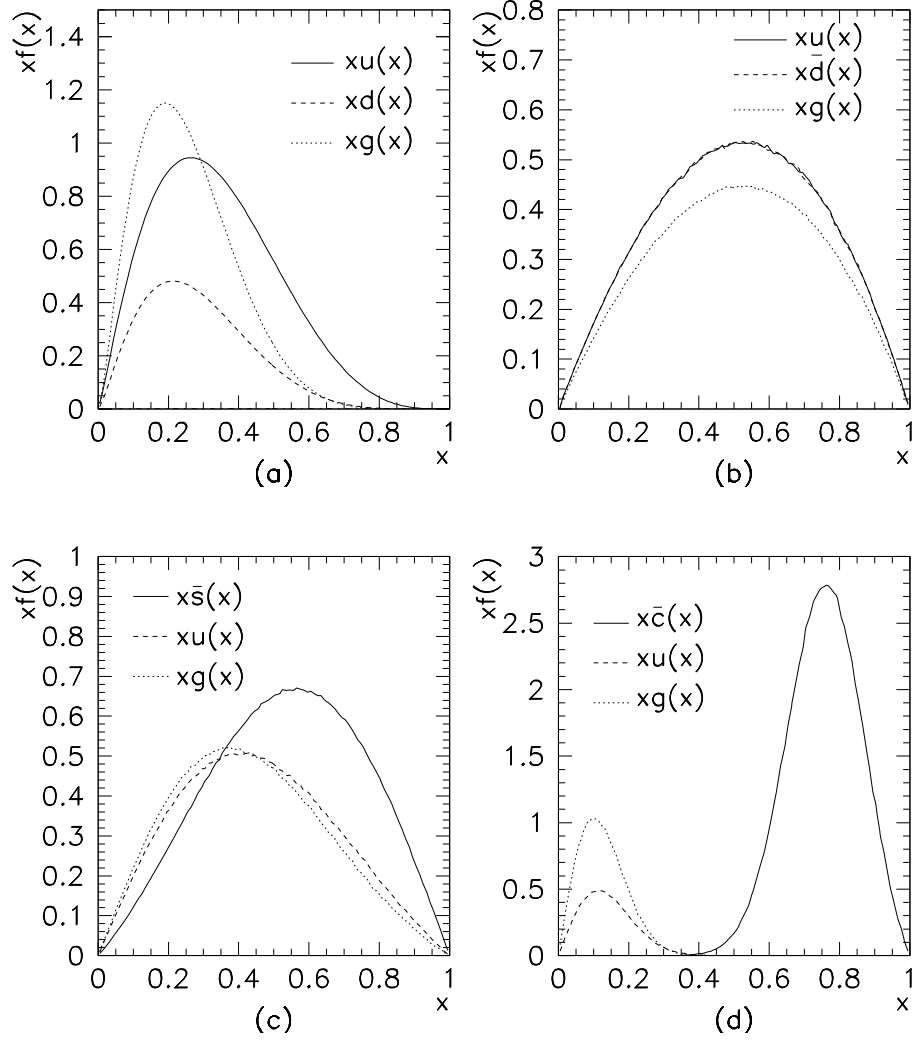 xf(x)
1.4
1.2
1
0.8
0.6
0.4
0.2
0
xu(x)
xd(x)
xg(x)
0 0.2 0.4 0.6 0.8 1
x
(a)
xf(x)
0.8
0.7
0.6
0.5
0.4
0.3
0.2
0.1
0
xu(x)
xd̄(x)
xg(x)
0 0.2 0.4 0.6 0.8 1
x
(b)
xf(x)
1
0.9
0.8
0.7
0.6
0.5
0.4
0.3
0.2
0.1
0
xs̄(x)
xu(x)
xg(x)
0 0.2 0.4 0.6 0.8 1
x
(c)
xf(x)
3
2.5
2
1.5
1
0.5
0
xc̄(x)
xu(x)
xg(x)
0 0.2 0.4 0.6 0.8 1
x
(d)